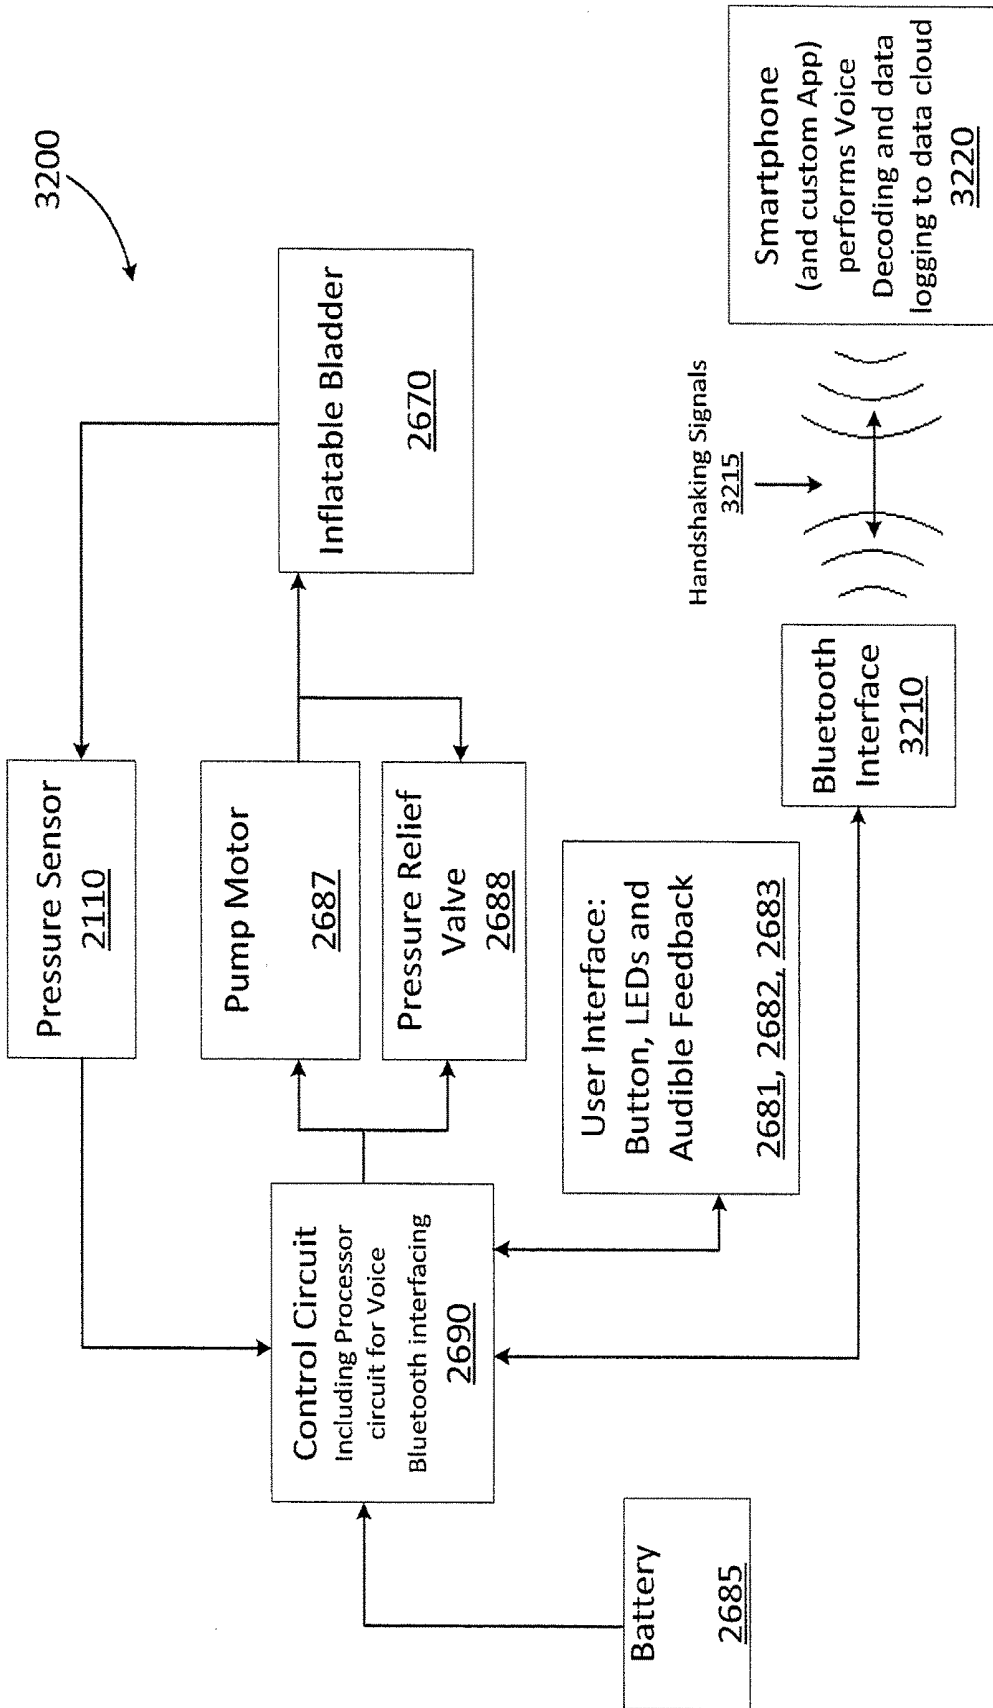 3200
Pressure Sensor
2110
Pump Motor
2687
Pressure Relief
Valve
2688
Inflatable Bladder
2670
Control Circuit
Including Processor
circuit for Voice
Bluetooth interfacing
2690
User Interface:
Button, LEDs and
Audible Feedback
2681, 2682, 2683
Battery
2685
Bluetooth
Interface
3210
Handshaking Signals
3215
Smartphone
(and custom App)
performs Voice
Decoding and data
logging to data cloud
3220